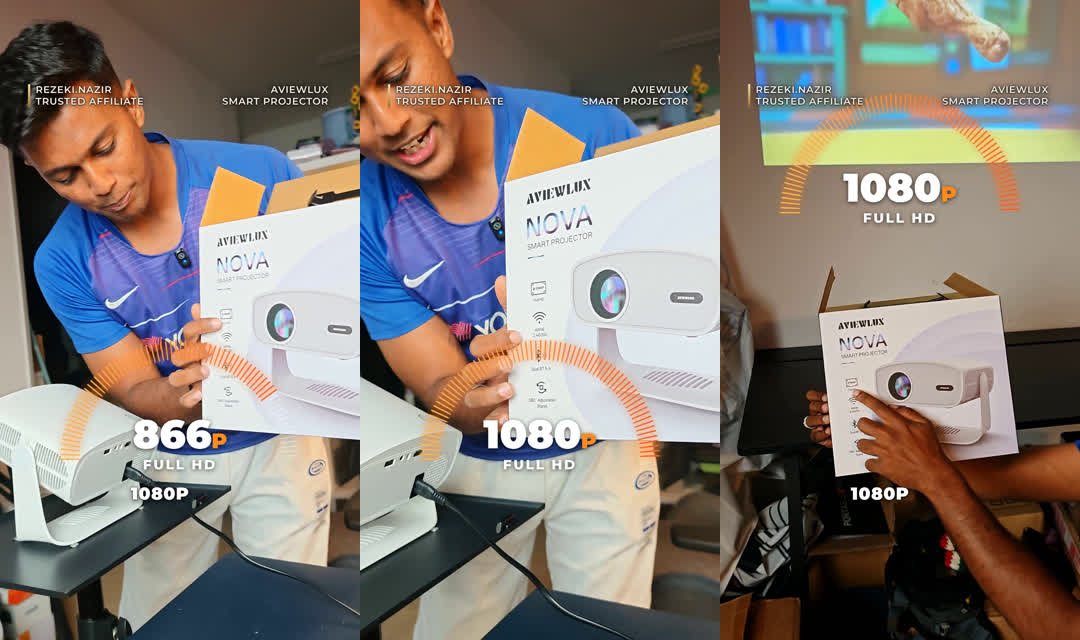 REZEKI.NAZIR
TRUSTED AFFILIATE
AVIEWLUX
SMART PROJECTOR
AVIEWLUX
NOVA
SMART PROJECTOR
866P
FULL HD
1080P
REZEKI.NAZIR
TRUSTED AFFILIATE
AVIEWLUX
SMART PROJECTOR
AVIEWLUX
NOVA
SMART PROJECTOR
1080P
FULL HD
REZEKI.NAZIR
TRUSTED AFFILIATE
AVIEWLUX
SMART PROJECTOR
1080P
FULL HD
AVIEWLUX
NOVA
SMART PROJECTOR
1080P